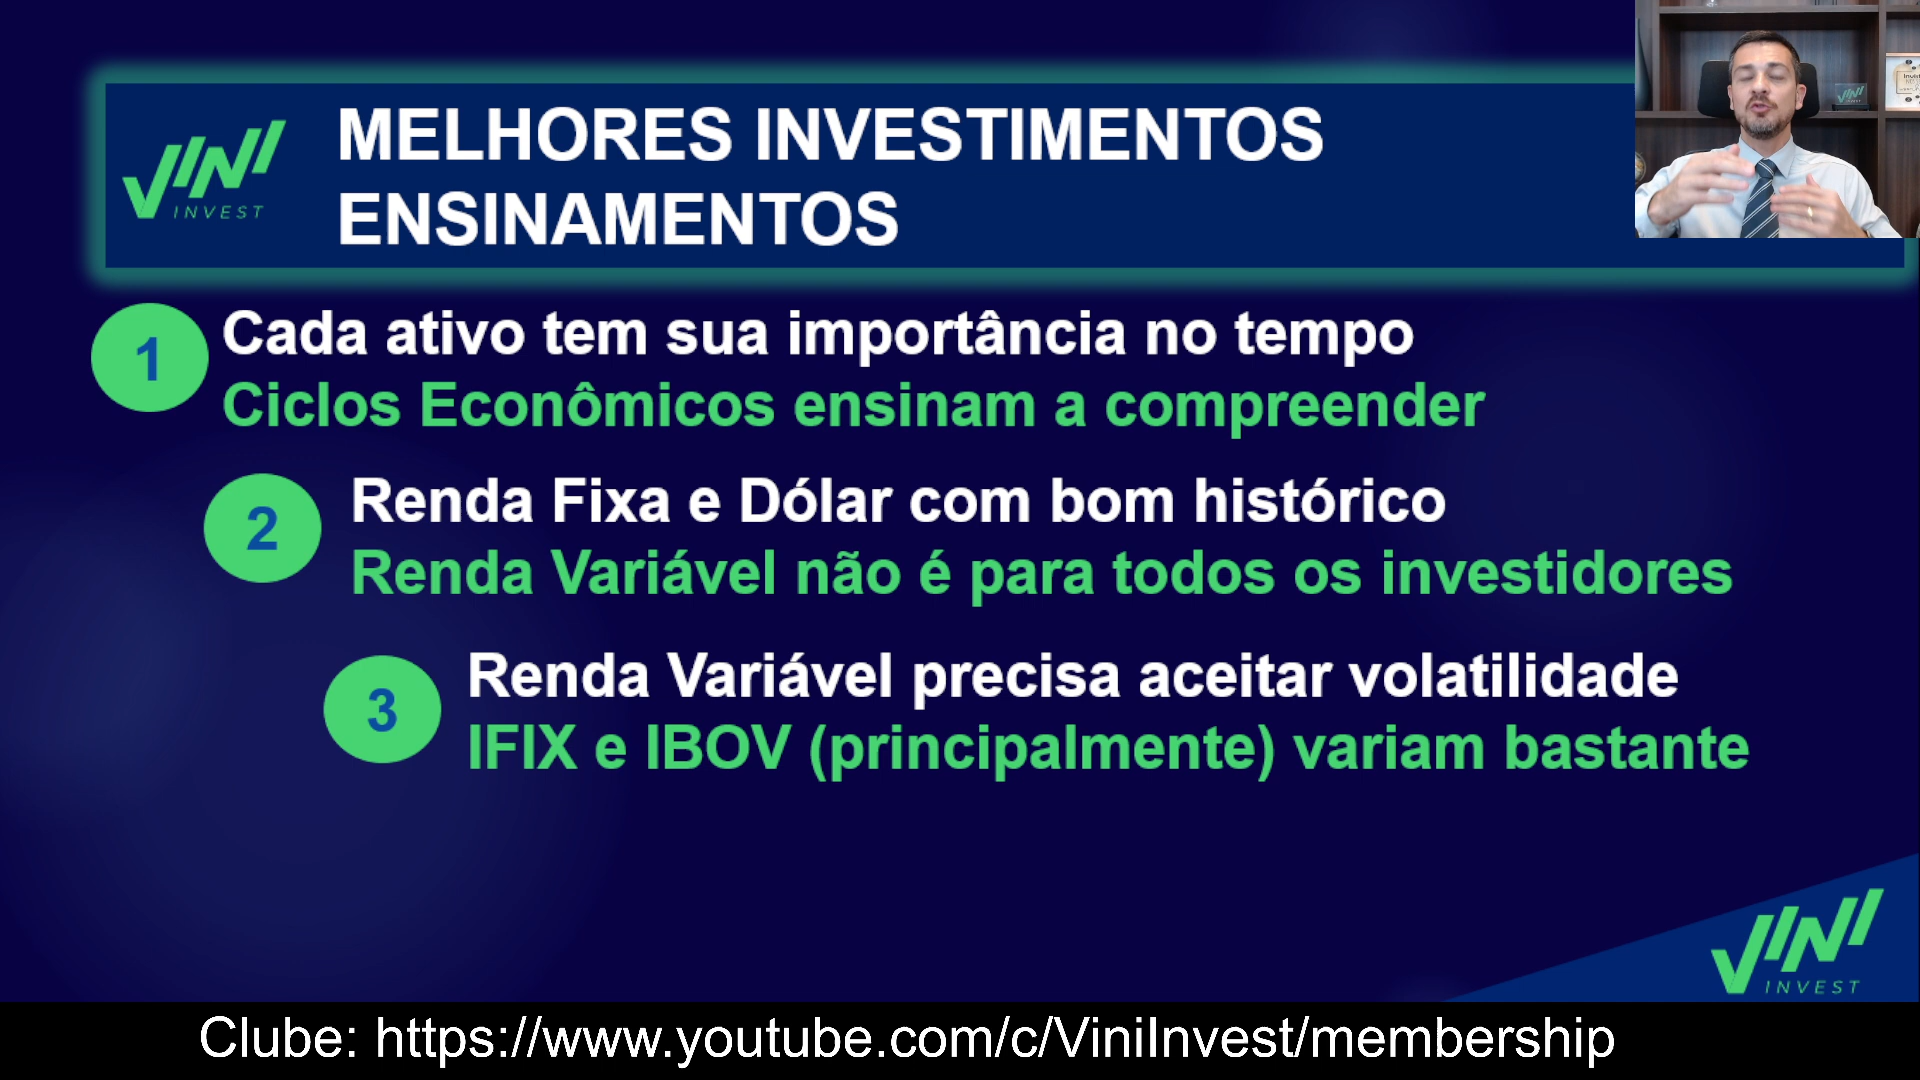 VINI
INVEST
MELHORES INVESTIMENTOS
ENSINAMENTOS
1
Cada ativo tem sua importância no tempo
Ciclos Econômicos ensinam a compreender
2
Renda Fixa e Dólar com bom histórico
Renda Variável não é para todos os investidores
3
Renda Variável precisa aceitar volatilidade
IFIX e IBOV (principalmente) variam bastante
VINI
INVEST
Clube: https://www.youtube.com/c/ViniInvest/membership